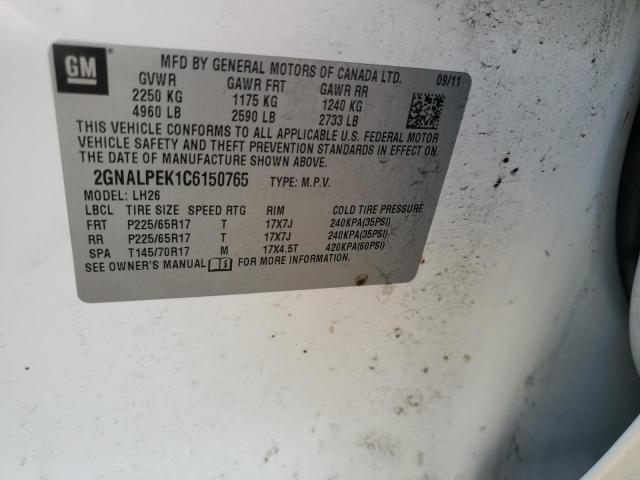 GM
MFD BY GENERAL MOTORS OF CANADA LTD.
09/11
GVWR GAWR FRT GAWR RR
2250 KG 1175 KG 1240 KG
4960 LB 2590 LB 2733 LB
THIS VEHICLE CONFORMS TO ALL APPLICABLE U.S. FEDERAL MOTOR
VEHICLE SAFETY AND THEFT PREVENTION STANDARDS IN EFFECT ON
THE DATE OF MANUFACTURE SHOWN ABOVE.
2GNALPEK1C6150765 TYPE: M.P.V.
MODEL: LH26
LBCL TIRE SIZE SPEED RTG RIM COLD TIRE PRESSURE
FRT P225/65R17 T 17X7J 240KPA(35PSI)
RR P225/65R17 T 17X7J 240KPA(35PSI)
SPA T145/70R17 M 17X4.5T 420KPA(60PSI)
SEE OWNER'S MANUAL FOR MORE INFORMATION.